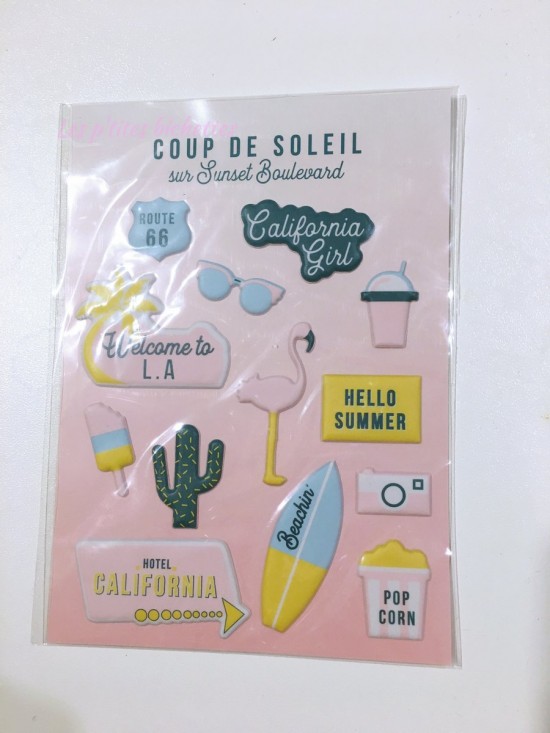 COUP DE SOLEIL
sur Sunset Boulevard
ROUTE
66
California
Girl
Welcome to
L.A
HELLO
SUMMER
Beachin'
HOTEL
CALIFORNIA
POP
CORN